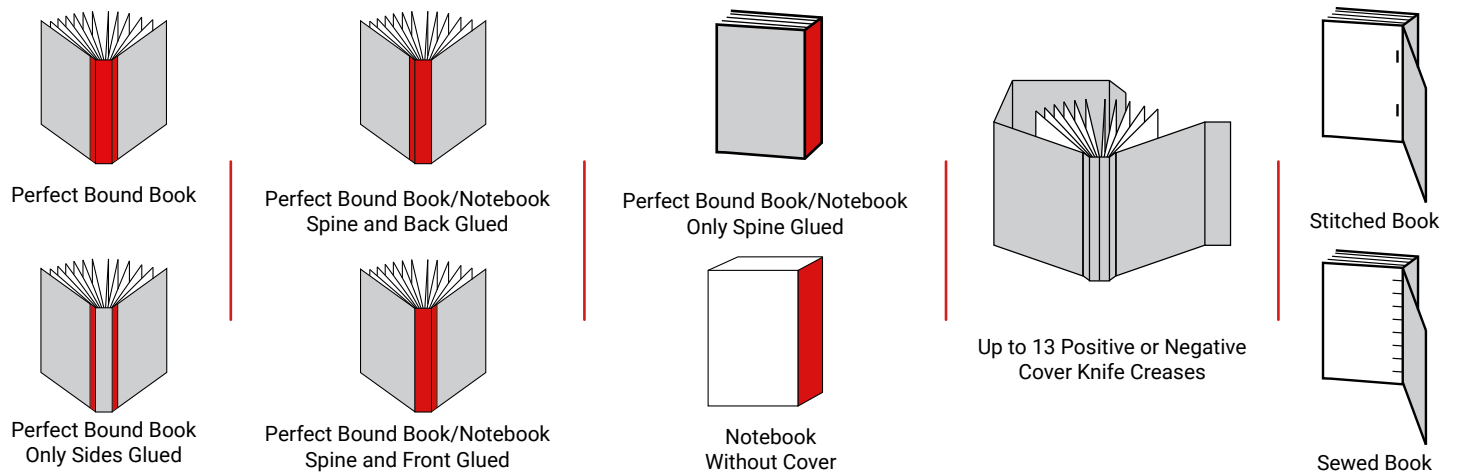 Perfect Bound Book
Perfect Bound Book
Only Sides Glued
Perfect Bound Book/Notebook
Spine and Back Glued
Perfect Bound Book/Notebook
Spine and Front Glued
Perfect Bound Book/Notebook
Only Spine Glued
Notebook
Without Cover
Up to 13 Positive or Negative
Cover Knife Creases
Stitched Book
Sewed Book